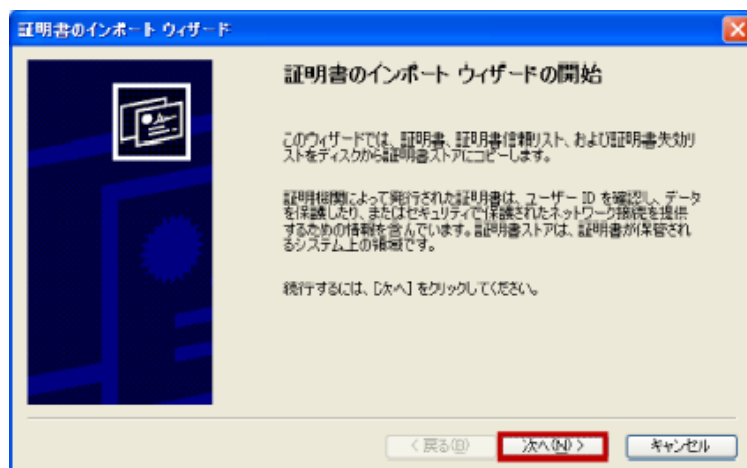 証明書のインポート ウィザード
証明書のインポート ウィザードの開始
このウィザードでは、証明書、証明書信頼リスト、および証明書失効リ
ストをディスクから証明書ストアにコピーします。
証明機関によって発行された証明書は、ユーザー ID を確認し、データ
を保護したり、またはセキュリティで保護されたネットワーク接続を提供
するための情報を含んでいます。証明書ストアは、証明書が保管され
るシステム上の領域です。
続行するには、[次へ] をクリックしてください。
< 戻る(B)
次へ(N) >
キャンセル